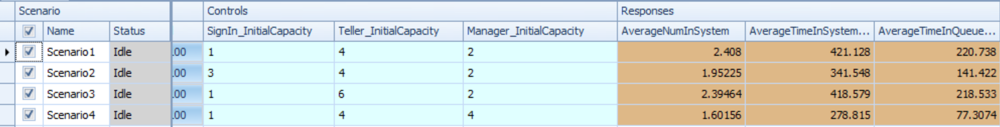 Scenario Controls Responses
Name Status SignIn_InitialCapacity Teller_InitialCapacity Manager_InitialCapacity AverageNumInSystem AverageTimeInSystem... AverageTimeInQueue...
Scenario1 Idle .00 1 4 2 2.408 421.128 220.738
Scenario2 Idle .00 3 4 2 1.95225 341.548 141.422
Scenario3 Idle .00 1 6 2 2.39464 418.579 218.533
Scenario4 Idle .00 1 4 4 1.60156 278.815 77.3074